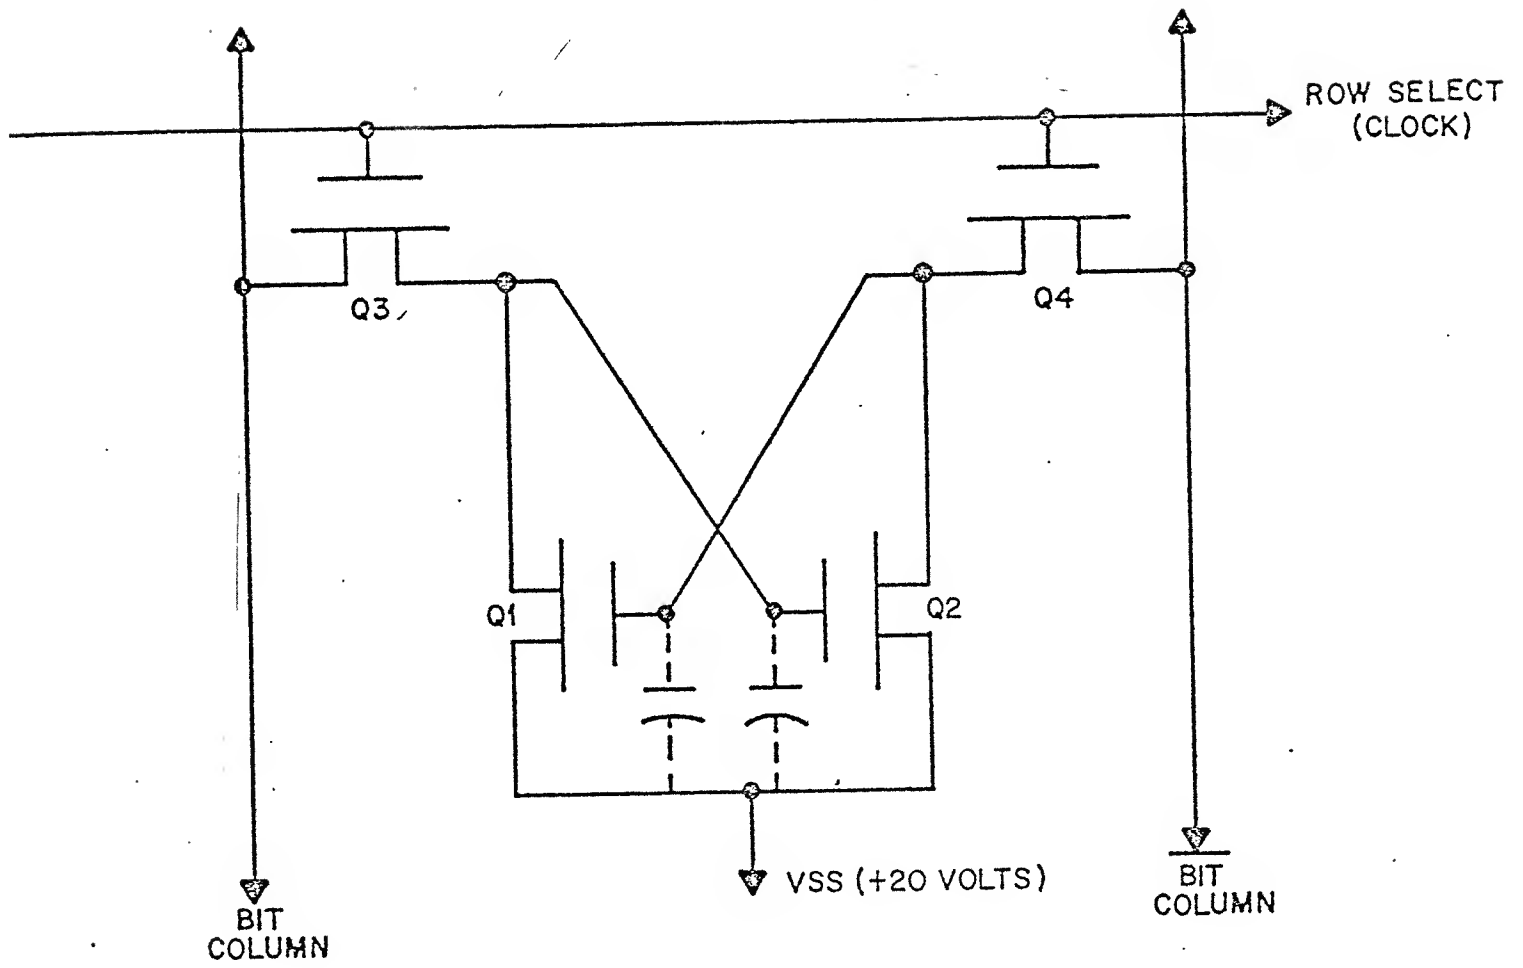 ROW SELECT
(CLOCK)
Q3
Q4
Q1
Q2
VSS (+20 VOLTS)
BIT
COLUMN
BIT
COLUMN